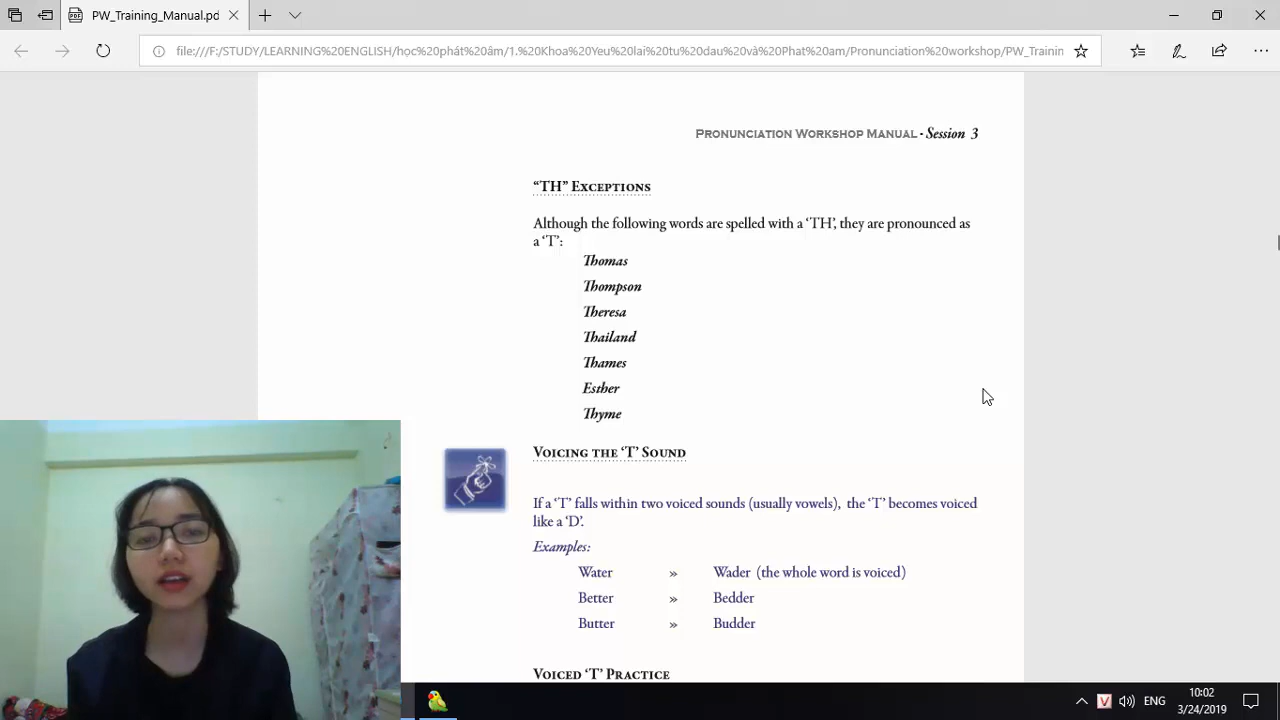 PW_Training
file:///F:/STUDY/LEARNING%20ENGLISH/học%20phát%20âm/1.%20Khoa%20Yeu%20lai%20tu%20dau%20và%20Phat%20am/Pronunciation%20workshop/PW_Trainin
PRONUNCIATION WORKSHOP MANUAL · Session 3
“TH” EXCEPTIONS
Although the following words are spelled with a ‘TH’, they are pronounced as
a ‘T’:
Thomas
Thompson
Theresa
Thailand
Thames
Esther
Thyme
VOICING THE ‘T’ SOUND
If a ‘T’ falls within two voiced sounds (usually vowels), the ‘T’ becomes voiced
like a ‘D’.
Examples:
Water » Wader (the whole word is voiced)
Better » Bedder
Butter » Budder
VOICED ‘T’ PRACTICE
V ENG 10:02
3/24/2019